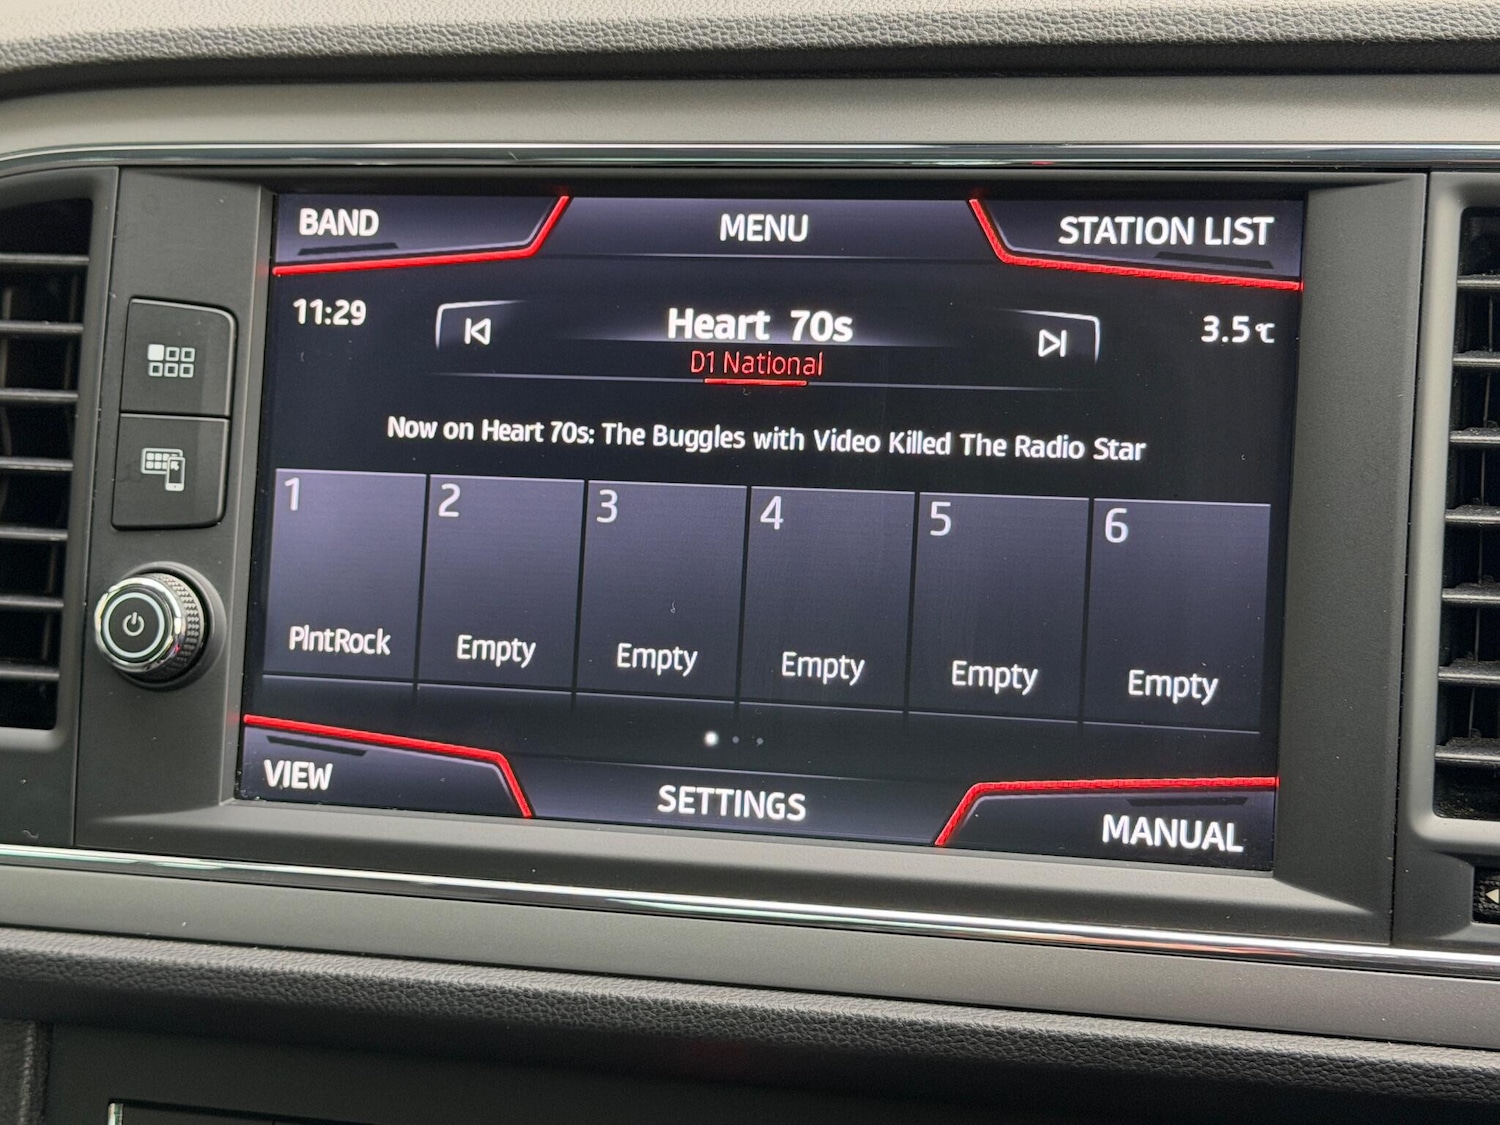 BAND
MENU
STATION LIST
11:29
Heart 70s
3.5℃
D1 National
Now on Heart 70s: The Buggles with Video Killed The Radio Star
1
2
3
4
5
6
PlntRock
Empty
Empty
Empty
Empty
Empty
VIEW
SETTINGS
MANUAL